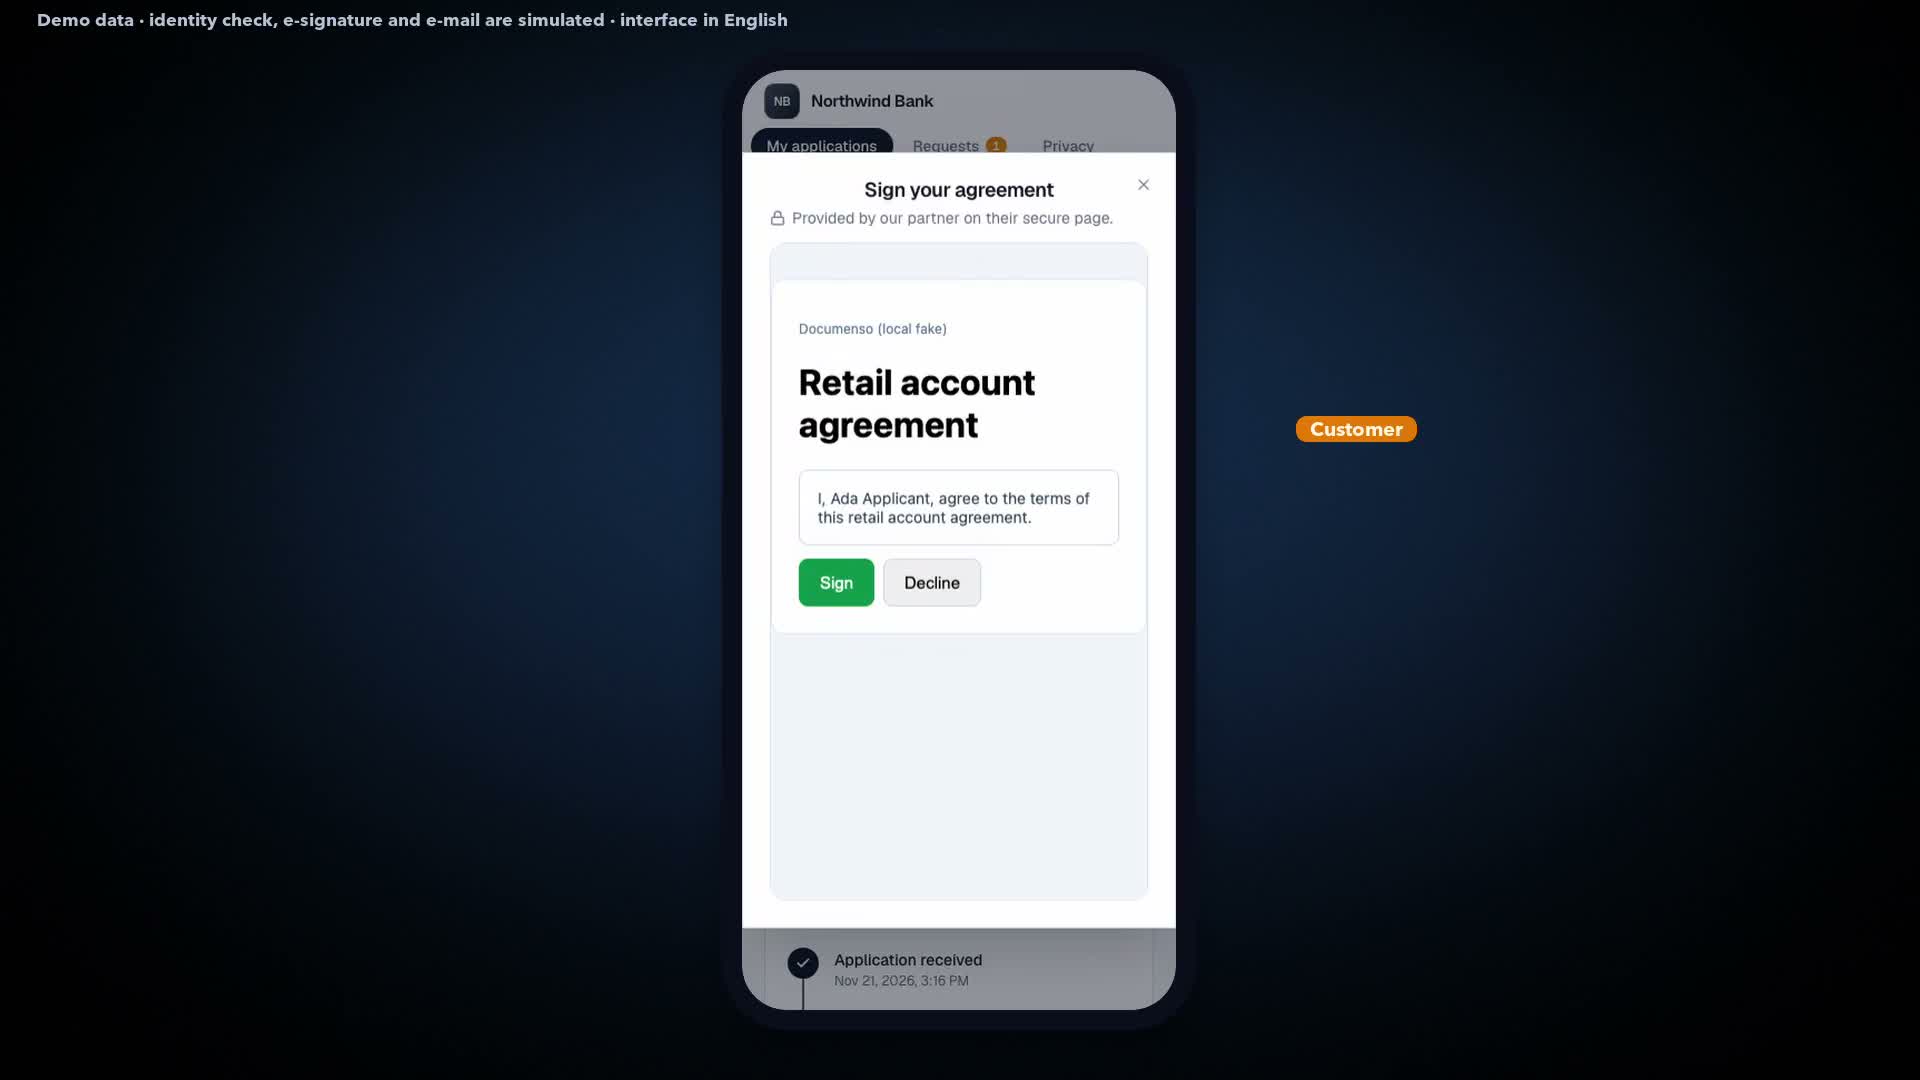 Demo data · identity check, e-signature and e-mail are simulated · interface in English
NB
Northwind Bank
My applications
Requests 1
Privacy
Sign your agreement
Provided by our partner on their secure page.
Documenso (local fake)
Retail account
agreement
I, Ada Applicant, agree to the terms of
this retail account agreement.
Sign
Decline
Customer
Application received
Nov 21, 2026, 3:16 PM